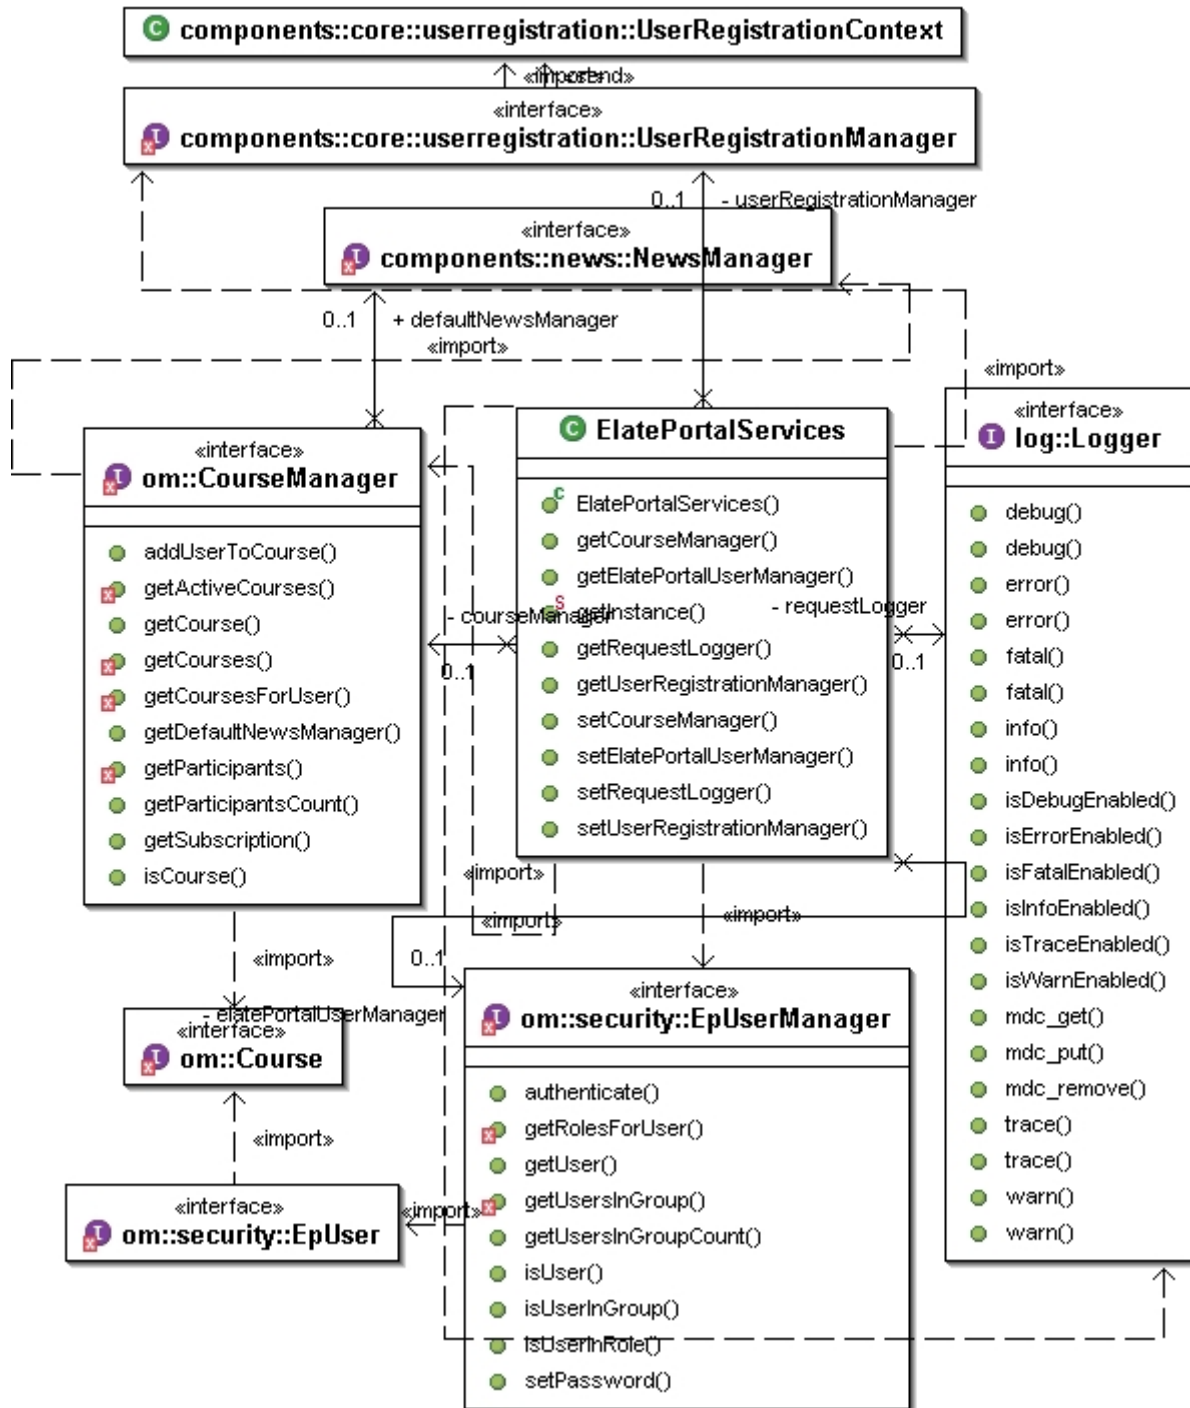 components::core::userregistration::UserRegistrationContext
«import»
«interface»
components::core::userregistration::UserRegistrationManager
0..1 - userRegistrationManager
«interface»
components::news::NewsManager
0..1 + defaultNewsManager
«import»
«import»
«interface»
om::CourseManager
addUserToCourse()
getActiveCourses()
getCourse()
getCourses()
getCoursesForUser()
getDefaultNewsManager()
getParticipants()
getParticipantsCount()
getSubscription()
isCourse()
ElatePortalServices
ElatePortalServices()
getCourseManager()
getElatePortalUserManager()
getInstance()
getRequestLogger()
getUserRegistrationManager()
setCourseManager()
setElatePortalUserManager()
setRequestLogger()
setUserRegistrationManager()
- courseManager
0..1
- requestLogger
0..1
«interface»
log::Logger
debug()
debug()
error()
error()
fatal()
fatal()
info()
info()
isDebugEnabled()
isErrorEnabled()
isFatalEnabled()
isInfoEnabled()
isTraceEnabled()
isWarnEnabled()
mdc_get()
mdc_put()
mdc_remove()
trace()
trace()
warn()
warn()
«import»
«import»
«import»
«import»
0..1
- elatePortalUserManager
«interface»
om::Course
«import»
«interface»
om::security::EpUser
«import»
«interface»
om::security::EpUserManager
authenticate()
getRolesForUser()
getUser()
getUsersInGroup()
getUsersInGroupCount()
isUser()
isUserInGroup()
isUserInRole()
setPassword()